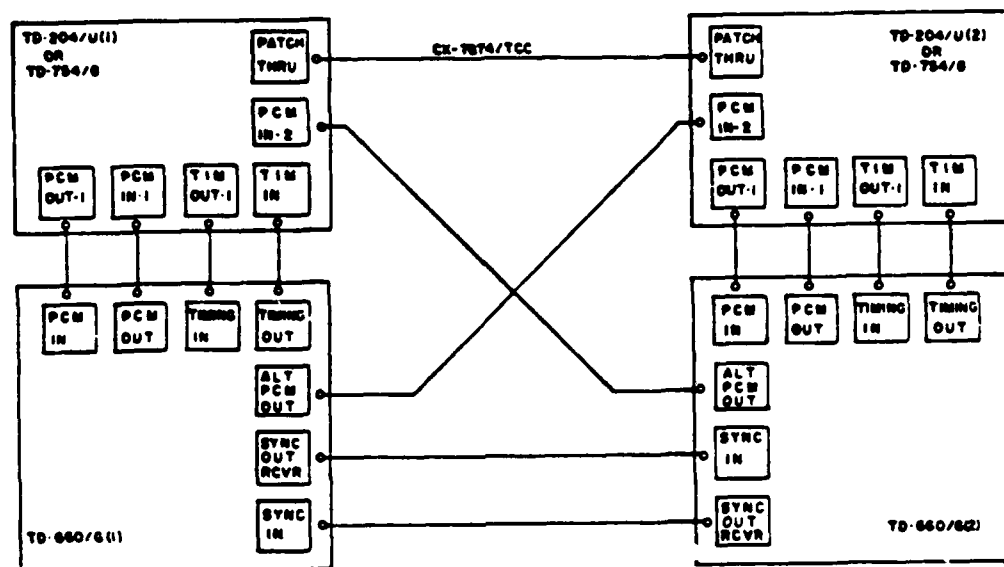 TD-204/U(1)
OR
TD-754/G
PATCH
THRU
PCM
IN-2
PCM
OUT-1
PCM
IN-1
TIM
OUT-1
TIM
IN
CX-7874/TCC
PATCH
THRU
TD-204/U(2)
OR
TD-754/G
PCM
IN-2
PCM
OUT-1
PCM
IN-1
TIM
OUT-1
TIM
IN
PCM
IN
PCM
OUT
TIMING
IN
TIMING
OUT
ALT
PCM
OUT
SYNC
OUT
RCVR
SYNC
IN
TD-660/G(1)
PCM
IN
PCM
OUT
TIMING
IN
TIMING
OUT
ALT
PCM
OUT
SYNC
IN
SYNC
OUT
RCVR
TD-660/G(2)